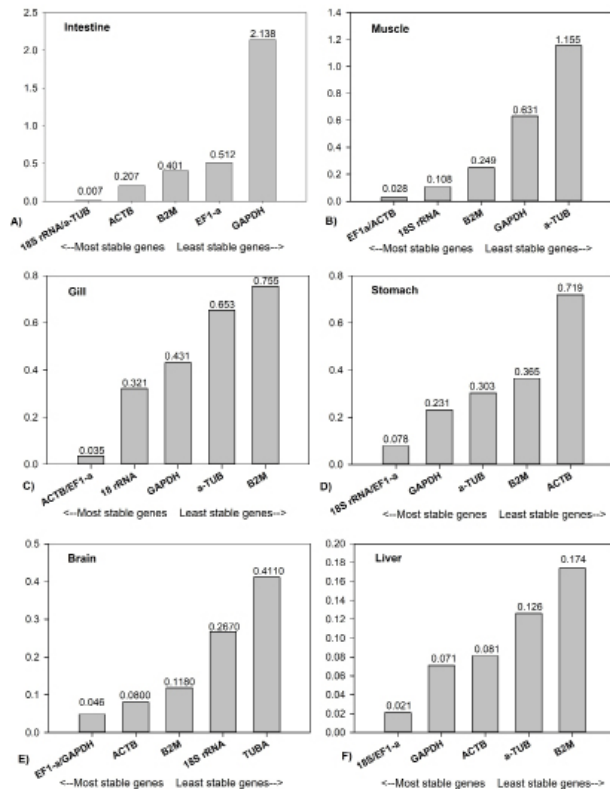 Intestine
2.5
2.0
1.5
1.0
0.5
0.0
0.007
0.207
0.401
0.512
2.138
18S rRNA/a-TUB
ACTB
B2M
EF1-a
GAPDH
A)
<--Most stable genes Least stable genes-->
Muscle
1.4
1.2
1.0
0.8
0.6
0.4
0.2
0.0
0.028
0.108
0.249
0.631
1.155
EF1a/ACTB
18S rRNA
B2M
GAPDH
a-TUB
B)
<--Most stable genes Least stable genes-->
Gill
0.8
0.6
0.4
0.2
0.0
0.035
0.321
0.431
0.653
0.755
ACTB/EF1-a
18 rRNA
GAPDH
a-TUB
B2M
C)
<--Most stable genes Least stable genes-->
Stomach
0.8
0.6
0.4
0.2
0.0
0.078
0.231
0.303
0.365
0.719
18S rRNA/EF1-a
GAPDH
a-TUB
B2M
ACTB
D)
<--Most stable genes Least stable genes-->
Brain
0.5
0.4
0.3
0.2
0.1
0.0
0.046
0.0800
0.1180
0.2670
0.4110
EF1-a/GAPDH
ACTB
B2M
18S rRNA
TUBA
E)
<--Most stable genes Least stable genes-->
Liver
0.20
0.18
0.16
0.14
0.12
0.10
0.08
0.06
0.04
0.02
0.00
0.021
0.071
0.081
0.126
0.174
18S/EF1-a
GAPDH
ACTB
a-TUB
B2M
F)
<--Most stable genes Least stable genes-->